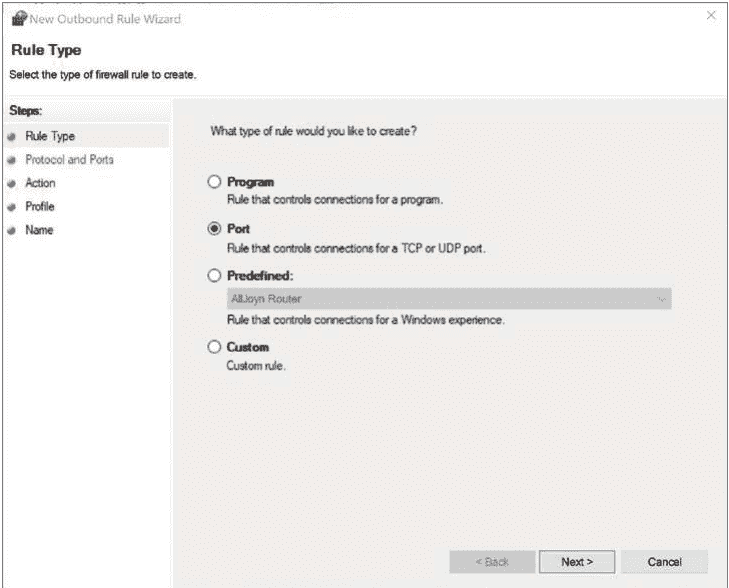 New Outbound Rule Wizard
Rule Type
Select the type of firewall rule to create.
Steps:
Rule Type
Protocol and Ports
Action
Profile
Name
What type of rule would you like to create?
Program
Rule that controls connections for a program.
Port
Rule that controls connections for a TCP or UDP port.
Predefined:
AllJoyn Router
Rule that controls connections for a Windows experience.
Custom
Custom rule.
< Back
Next >
Cancel